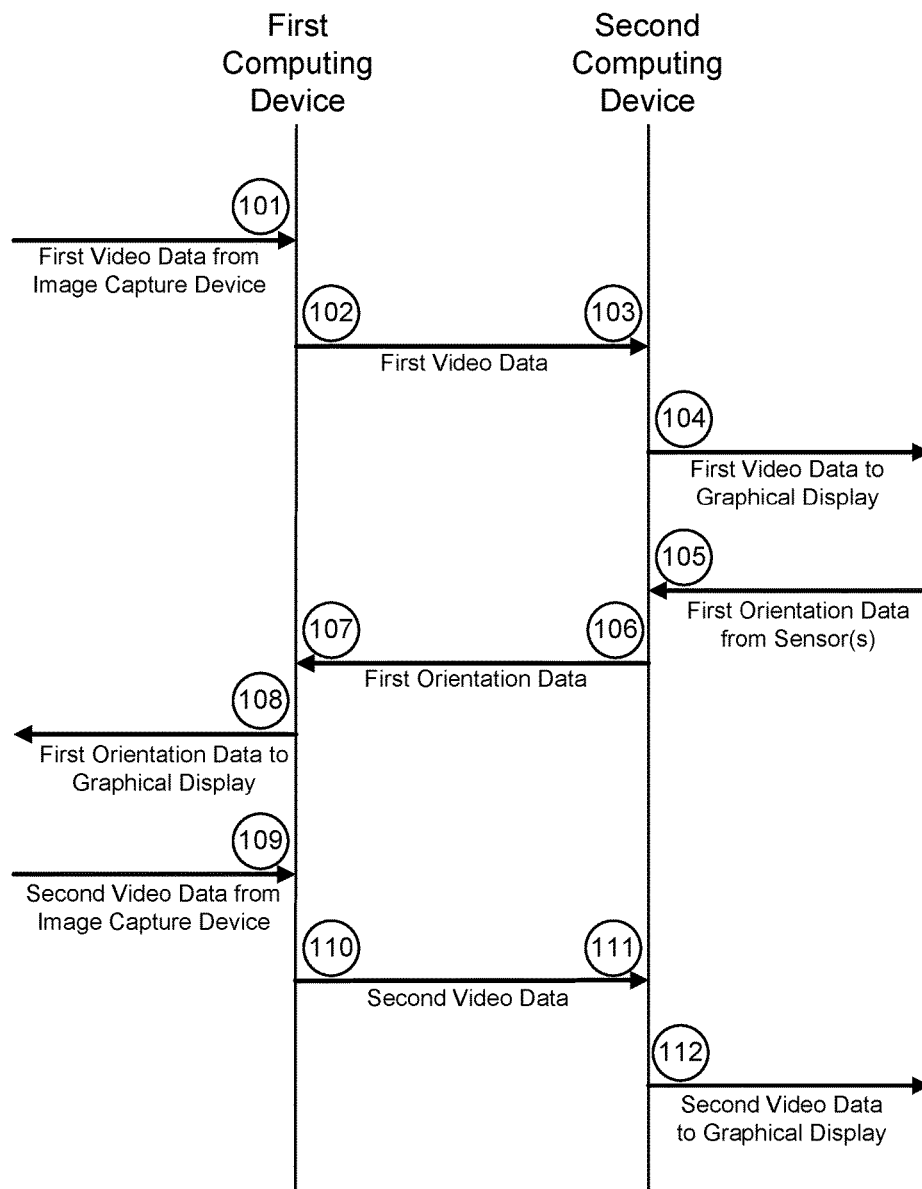 First
Computing
Device
Second
Computing
Device
101
First Video Data from
Image Capture Device
102
103
First Video Data
104
First Video Data to
Graphical Display
105
First Orientation Data
from Sensor(s)
107
106
First Orientation Data
108
First Orientation Data to
Graphical Display
109
Second Video Data from
Image Capture Device
110
111
Second Video Data
112
Second Video Data
to Graphical Display